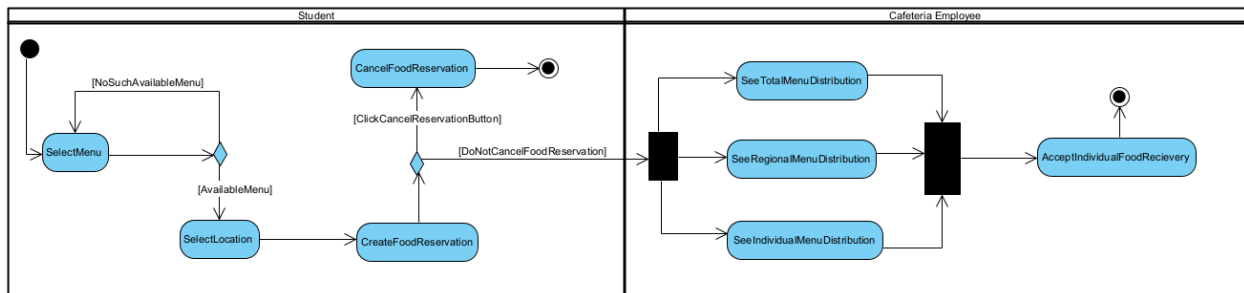 Student
Cafeteria Employee
CancelFoodReservation
SeeTotalMenuDistribution
[NoSuchAvailableMenu]
[ClickCancelReservationButton]
SelectMenu
[DoNotCancelFoodReservation]
SeeRegionalMenuDistribution
AcceptIndividualFoodRecievery
[AvailableMenu]
SelectLocation
CreateFoodReservation
SeeIndividualMenuDistribution